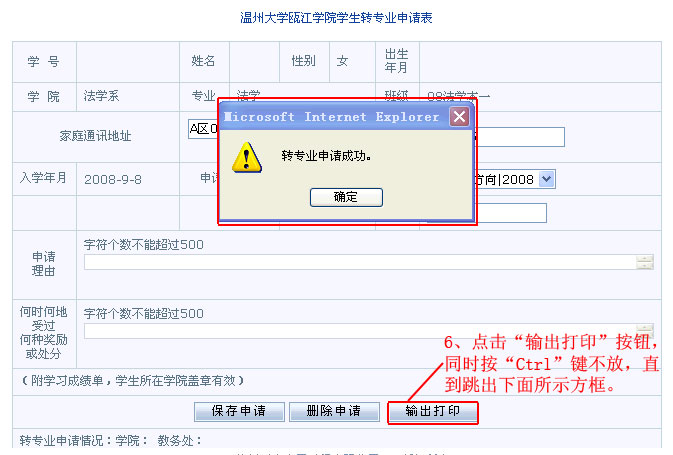 温州大学瓯江学院学生转专业申请表
学 号 姓名 性别 女 出生年月
学 院 法学系 专业 法学 班级 08法学本一
Microsoft Internet Explorer
家庭通讯地址 A区0
转专业申请成功。
入学年月 2008-9-8 申请 方向|2008
确定
申请理由 字符个数不能超过500
何时何地受过何种奖励或处分 字符个数不能超过500
6、点击“输出打印”按钮,
同时按“Ctrl”键不放,直
到跳出下面所示方框。
(附学习成绩单,学生所在学院盖章有效)
保存申请 删除申请 输出打印
转专业申请情况:学院: 教务处: